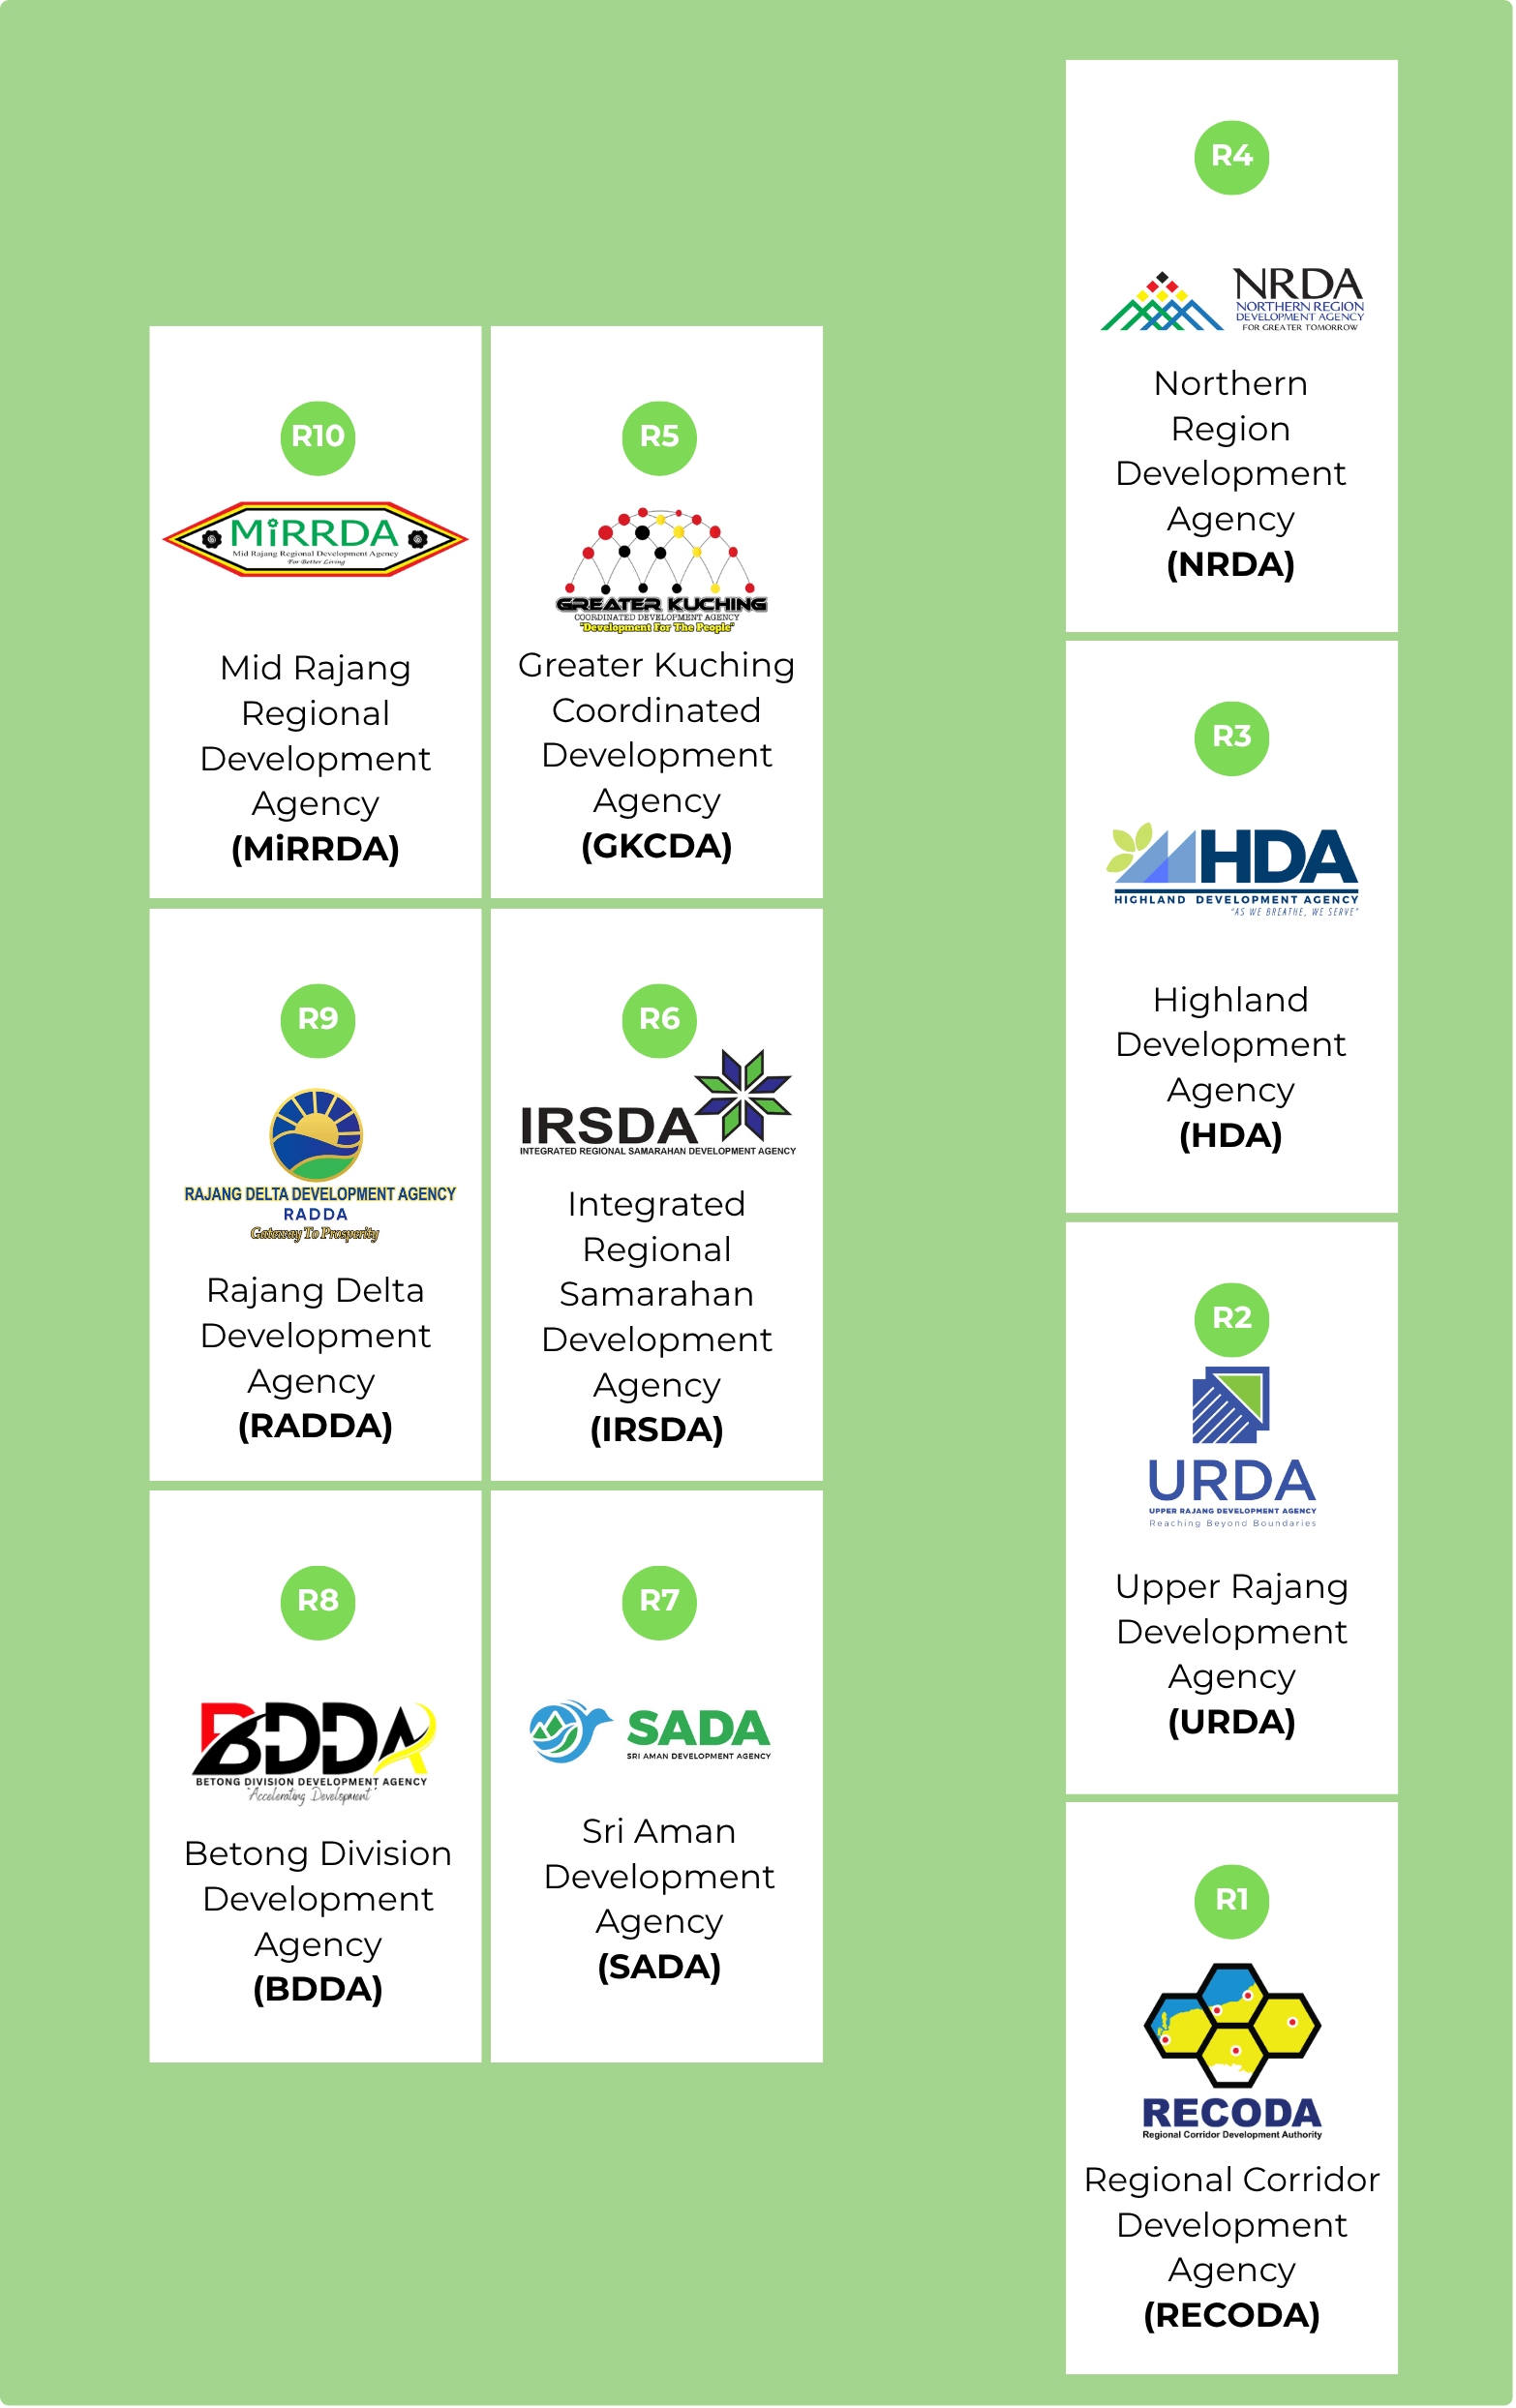 R10
MiRRDA
Mid Rajang Regional Development Agency
"For Better Living"
Mid Rajang
Regional
Development
Agency
(MiRRDA)
R5
GREATER KUCHING
COORDINATED DEVELOPMENT AGENCY
"Development For The People"
Greater Kuching
Coordinated
Development
Agency
(GKCDA)
R9
RAJANG DELTA DEVELOPMENT AGENCY
RADDA
Gateway To Prosperity
Rajang Delta
Development
Agency
(RADDA)
R6
IRSDA
INTEGRATED REGIONAL SAMARAHAN DEVELOPMENT AGENCY
Integrated
Regional
Samarahan
Development
Agency
(IRSDA)
R8
BDDA
BETONG DIVISION DEVELOPMENT AGENCY
"Accelerating Development"
Betong Division
Development
Agency
(BDDA)
R7
SADA
SRI AMAN DEVELOPMENT AGENCY
Sri Aman
Development
Agency
(SADA)
R4
NRDA
NORTHERN REGION
DEVELOPMENT AGENCY
FOR GREATER TOMORROW
Northern
Region
Development
Agency
(NRDA)
R3
HDA
HIGHLAND DEVELOPMENT AGENCY
"AS WE BREATHE, WE SERVE"
Highland
Development
Agency
(HDA)
R2
URDA
UPPER RAJANG DEVELOPMENT AGENCY
Reaching Beyond Boundaries
Upper Rajang
Development
Agency
(URDA)
R1
RECODA
Regional Corridor Development Authority
Regional Corridor
Development
Agency
(RECODA)